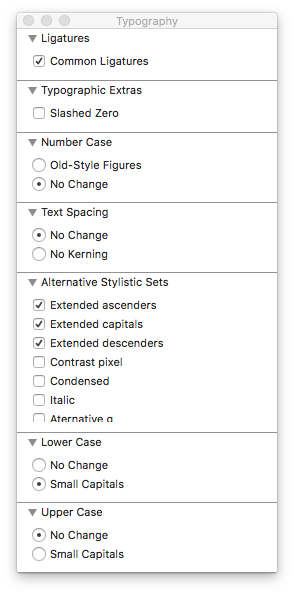 Typography
Ligatures
Common Ligatures
Typographic Extras
Slashed Zero
Number Case
Old-Style Figures
No Change
Text Spacing
No Change
No Kerning
Alternative Stylistic Sets
Extended ascenders
Extended capitals
Extended descenders
Contrast pixel
Condensed
Italic
Aternative g
Lower Case
No Change
Small Capitals
Upper Case
No Change
Small Capitals